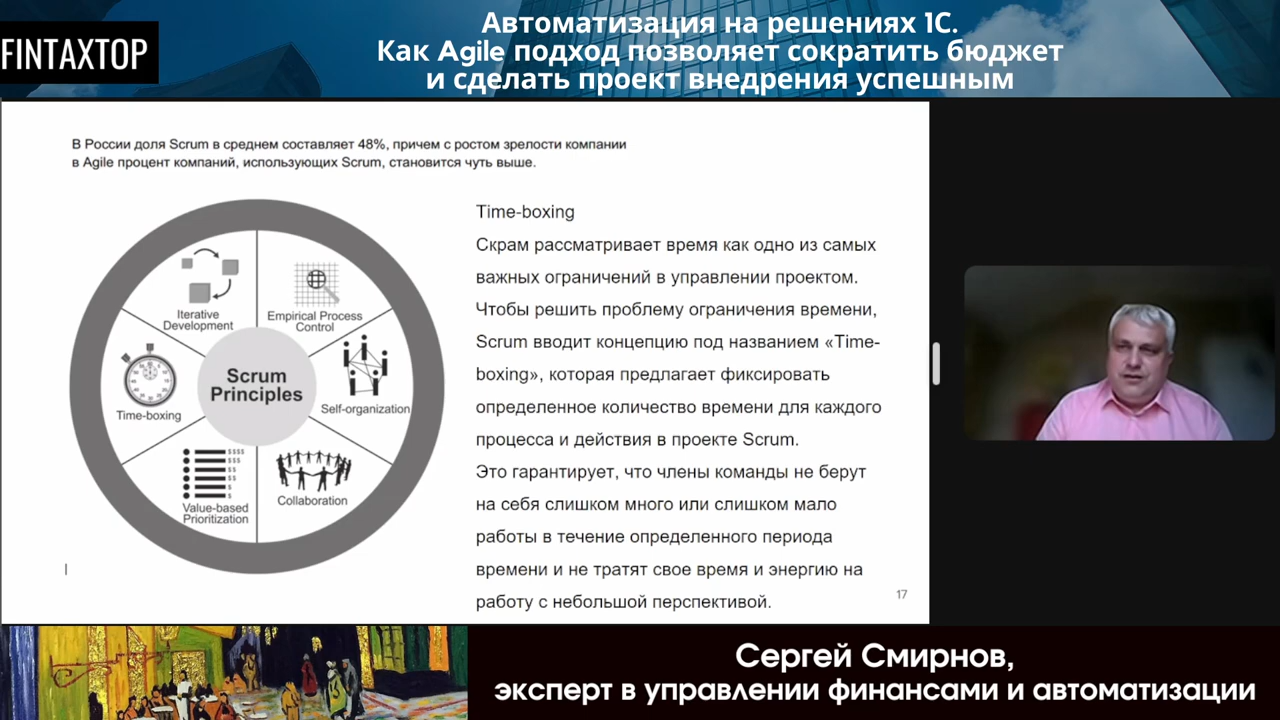 FINTAXTOP
Автоматизация на решениях 1С.
Как Agile подход позволяет сократить бюджет
и сделать проект внедрения успешным
В России доля Scrum в среднем составляет 48%, причем с ростом зрелости компании
в Agile процент компаний, использующих Scrum, становится чуть выше.
Iterative
Development
Empirical Process
Control
Time-boxing
Scrum
Principles
Self-organization
$$$$
$$$
$$
$$
$
$
Value-based
Prioritization
Collaboration
Time-boxing
Скрам рассматривает время как одно из самых
важных ограничений в управлении проектом.
Чтобы решить проблему ограничения времени,
Scrum вводит концепцию под названием «Time-
boxing», которая предлагает фиксировать
определенное количество времени для каждого
процесса и действия в проекте Scrum.
Это гарантирует, что члены команды не берут
на себя слишком много или слишком мало
работы в течение определенного периода
времени и не тратят свое время и энергию на
работу с небольшой перспективой.
17
Сергей Смирнов,
эксперт в управлении финансами и автоматизации